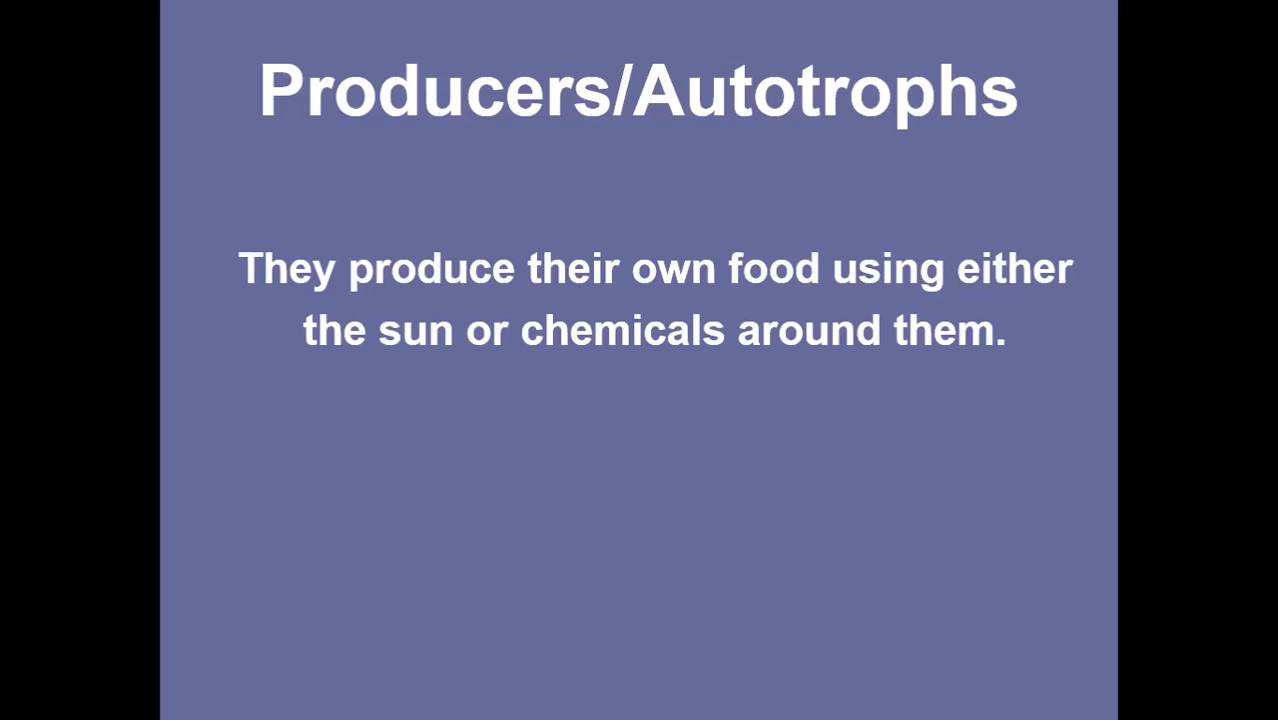 Producers/Autotrophs
They produce their own food using either
the sun or chemicals around them.